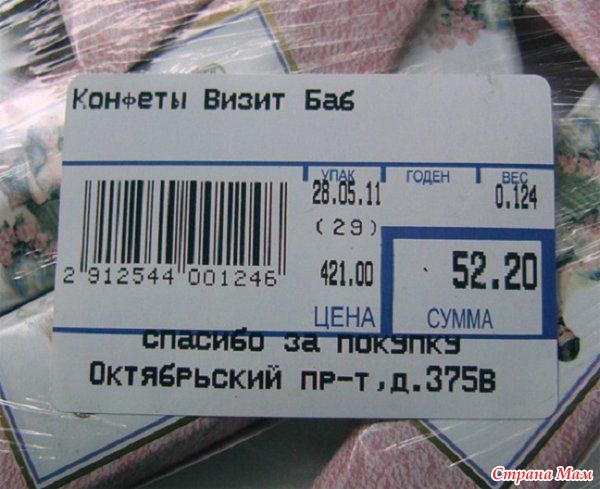 Конфеты Визит Баб
УПАК ГОДЕН ВЕС
28.05.11 0.124
(29)
421.00 52.20
2 912544 001246
ЦЕНА СУММА
спасибо за покупку
Октябрьский пр-т,д.375В
Страна Мам